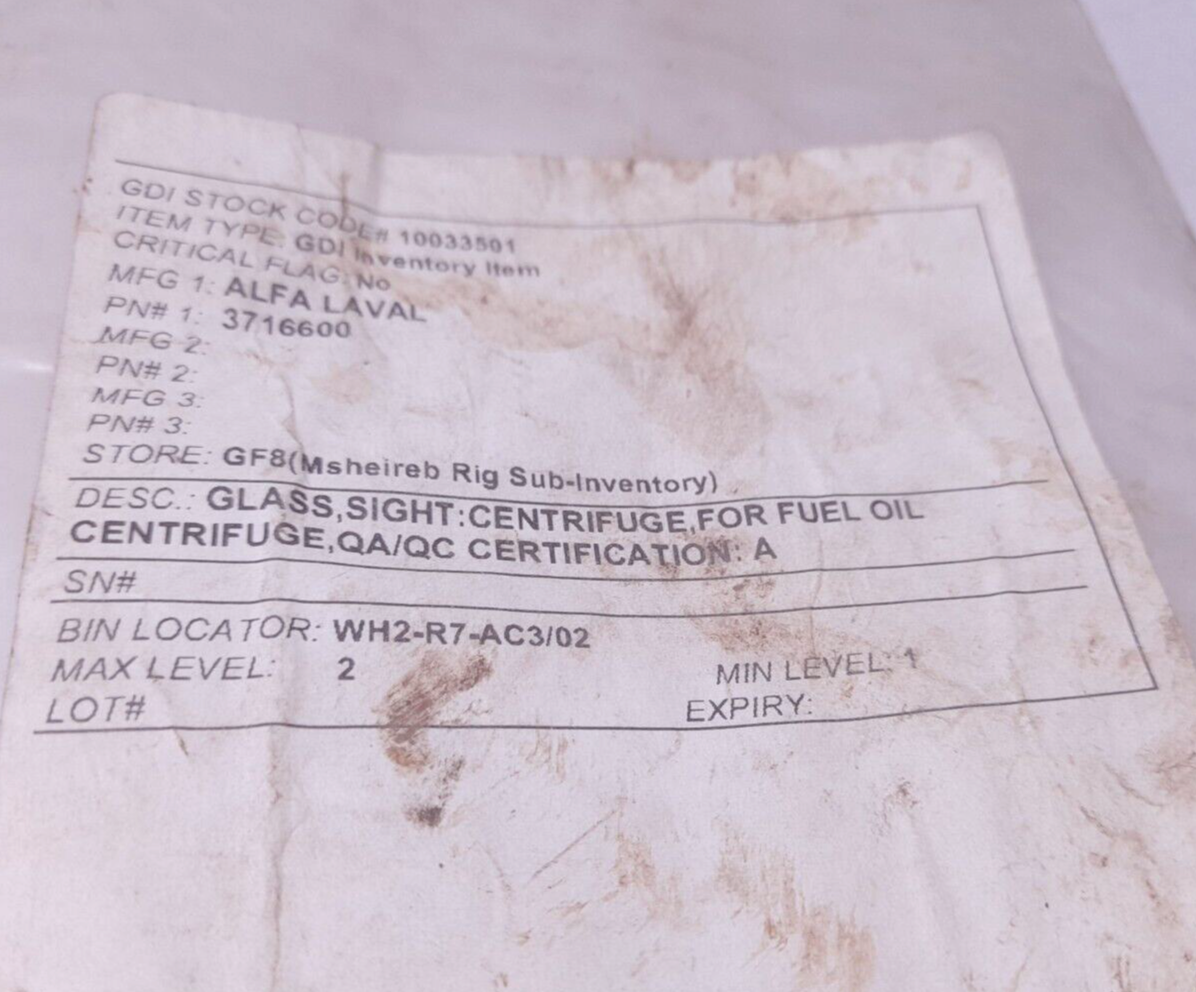 GDI STOCK CODE# 10033501
ITEM TYPE: GDI Inventory Item
CRITICAL FLAG: No
MFG 1: ALFA LAVAL
PN# 1: 3716600
MFG 2:
PN# 2:
MFG 3:
PN# 3:
STORE: GF8(Msheireb Rig Sub-Inventory)
DESC.: GLASS,SIGHT:CENTRIFUGE,FOR FUEL OIL
CENTRIFUGE,QA/QC CERTIFICATION: A
SN#
BIN LOCATOR: WH2-R7-AC3/02
MAX LEVEL: 2 MIN LEVEL: 1
LOT# EXPIRY: